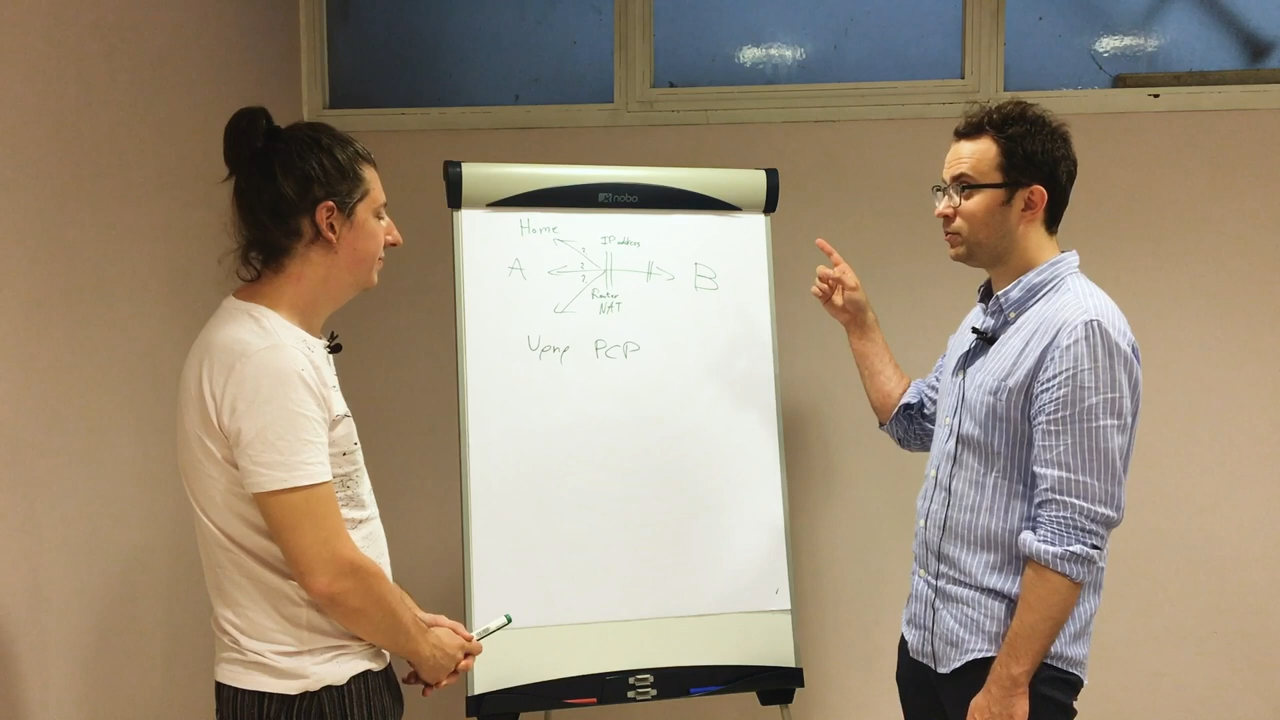 nobo
Home
IP address
A
?
?
?
B
Router
NAT
Upnp PCP